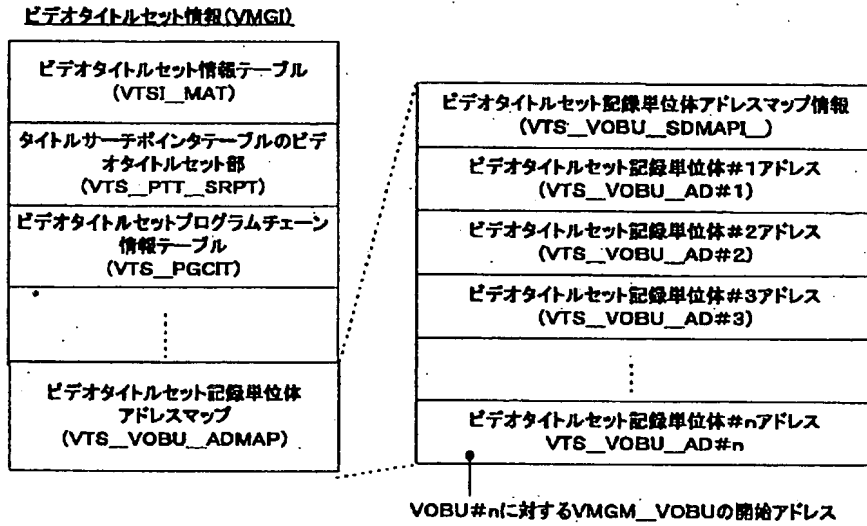 ビデオタイトルセット情報(VMGI)
ビデオタイトルセット情報テーブル
(VTSI__MAT)
タイトルサーチポインタテーブルのビデ
オタイトルセット部
(VTS__PTT__SRPT)
ビデオタイトルセットプログラムチェーン
情報テーブル
(VTS__PGCIT)
ビデオタイトルセット記録単位体
アドレスマップ
(VTS__VOBU__ADMAP)
ビデオタイトルセット記録単位体アドレスマップ情報
(VTS__VOBU__SDMAPI__)
ビデオタイトルセット記録単位体#1アドレス
(VTS__VOBU__AD#1)
ビデオタイトルセット記録単位体#2アドレス
(VTS__VOBU__AD#2)
ビデオタイトルセット記録単位体#3アドレス
(VTS__VOBU__AD#3)
ビデオタイトルセット記録単位体#nアドレス
VTS__VOBU__AD#n
VOBU#nに対するVMGM__VOBUの開始アドレス